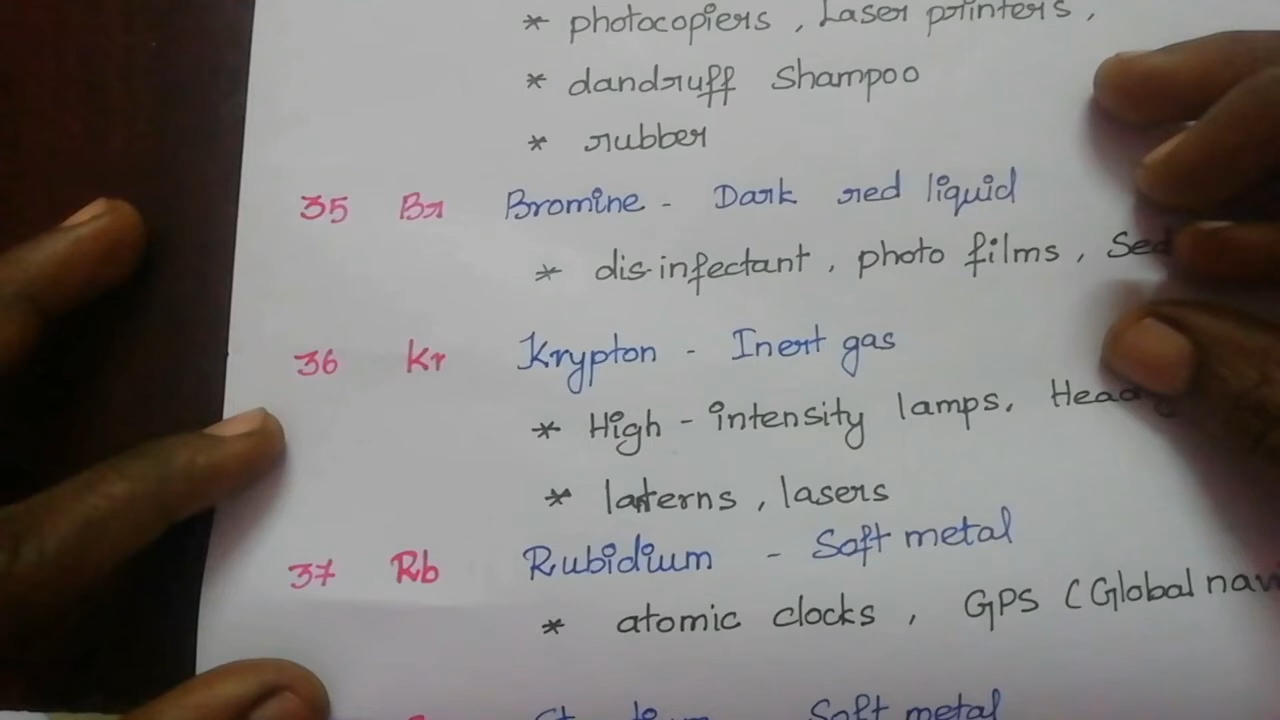 * photocopiers, Laser printers,
* dandruff Shampoo
* rubber
35 Br Bromine - Dark red liquid
* disinfectant, photo films,
36 Kr Krypton - Inert gas
* High-intensity lamps,
* lanterns, lasers
37 Rb Rubidium - Soft metal
* atomic clocks, GPS (Global
Soft metal